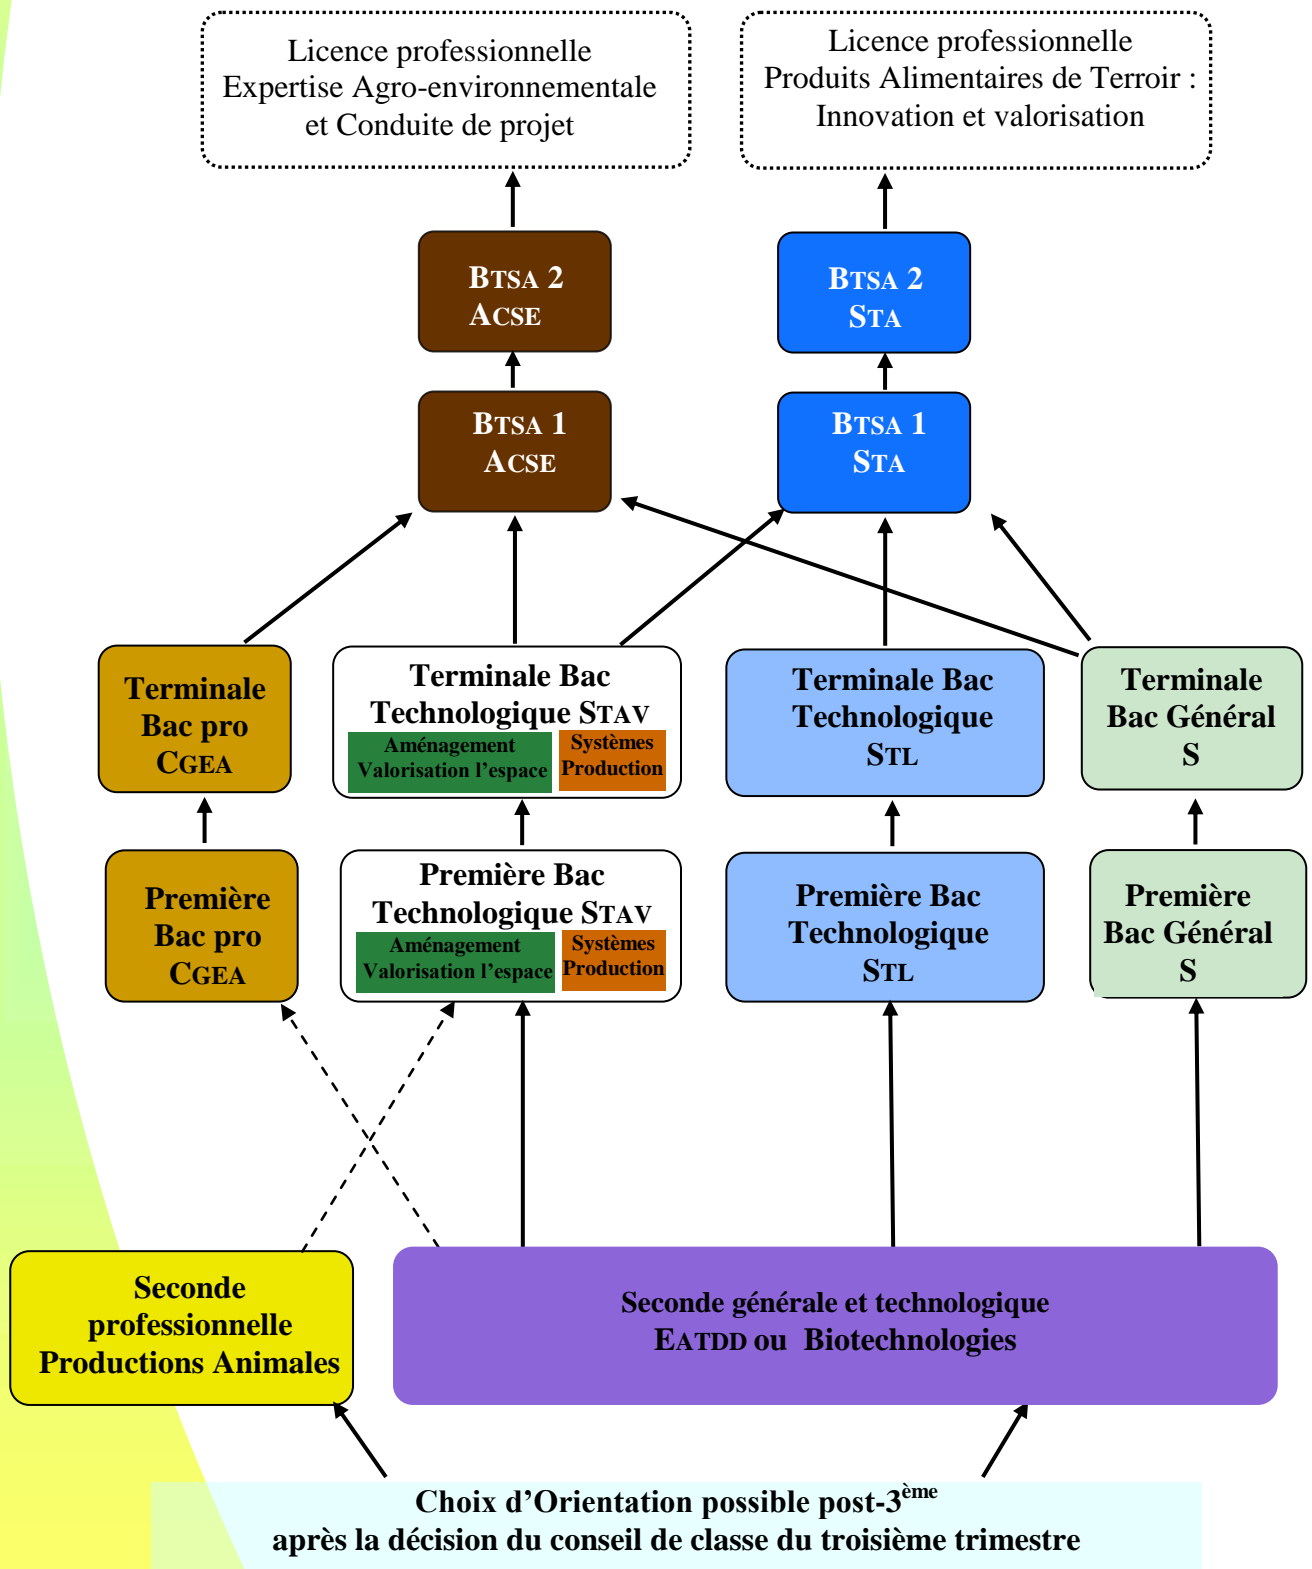 Licence professionnelle
Expertise Agro-environnementale
et Conduite de projet
Licence professionnelle
Produits Alimentaires de Terroir :
Innovation et valorisation
BTSA 2
ACSE
BTSA 2
STA
BTSA 1
ACSE
BTSA 1
STA
Terminale
Bac pro
CGEA
Terminale Bac
Technologique STAV
Aménagement
Valorisation l’espace
Systèmes
Production
Terminale Bac
Technologique
STL
Terminale
Bac Général
S
Première
Bac pro
CGEA
Première Bac
Technologique STAV
Aménagement
Valorisation l’espace
Systèmes
Production
Première Bac
Technologique
STL
Première
Bac Général
S
Seconde
professionnelle
Productions Animales
Seconde générale et technologique
EATDD ou Biotechnologies
Choix d’Orientation possible post-3ème
après la décision du conseil de classe du troisième trimestre